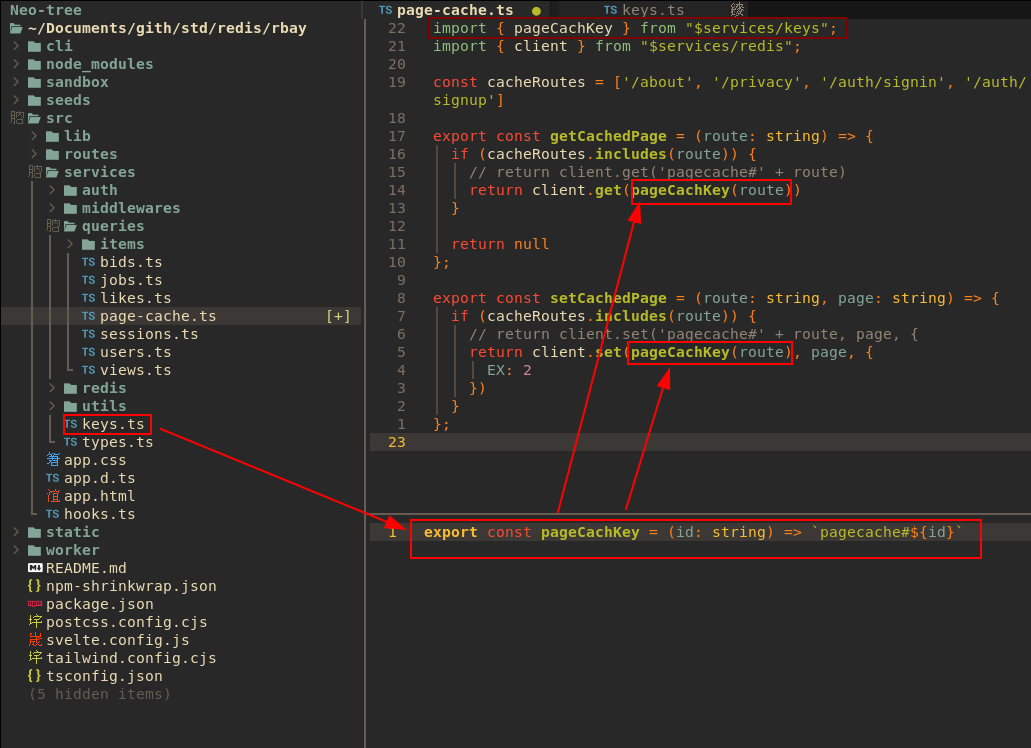 Neo-tree
~/Documents/gith/std/redis/rbay
cli
node_modules
sandbox
seeds
src
lib
routes
services
auth
middlewares
queries
items
TS bids.ts
TS jobs.ts
TS likes.ts
TS page-cache.ts [+]
TS sessions.ts
TS users.ts
TS views.ts
redis
utils
TS keys.ts
TS types.ts
app.css
TS app.d.ts
app.html
TS hooks.ts
static
worker
README.md
{} npm-shrinkwrap.json
package.json
postcss.config.cjs
svelte.config.js
tailwind.config.cjs
{} tsconfig.json
(5 hidden items)
TS page-cache.ts ● TS keys.ts
22 import { pageCachKey } from "$services/keys";
21 import { client } from "$services/redis";
20
19 const cacheRoutes = ['/about', '/privacy', '/auth/signin', '/auth/
signup']
18
17 export const getCachedPage = (route: string) => {
16 if (cacheRoutes.includes(route)) {
15 // return client.get('pagecache#' + route)
14 return client.get(pageCachKey(route))
13 }
12
11 return null
10 };
9
8 export const setCachedPage = (route: string, page: string) => {
7 if (cacheRoutes.includes(route)) {
6 // return client.set('pagecache#' + route, page, {
5 return client.set(pageCachKey(route), page, {
4 EX: 2
3 })
2 }
1 };
23
1 export const pageCachKey = (id: string) => `pagecache#${id}`